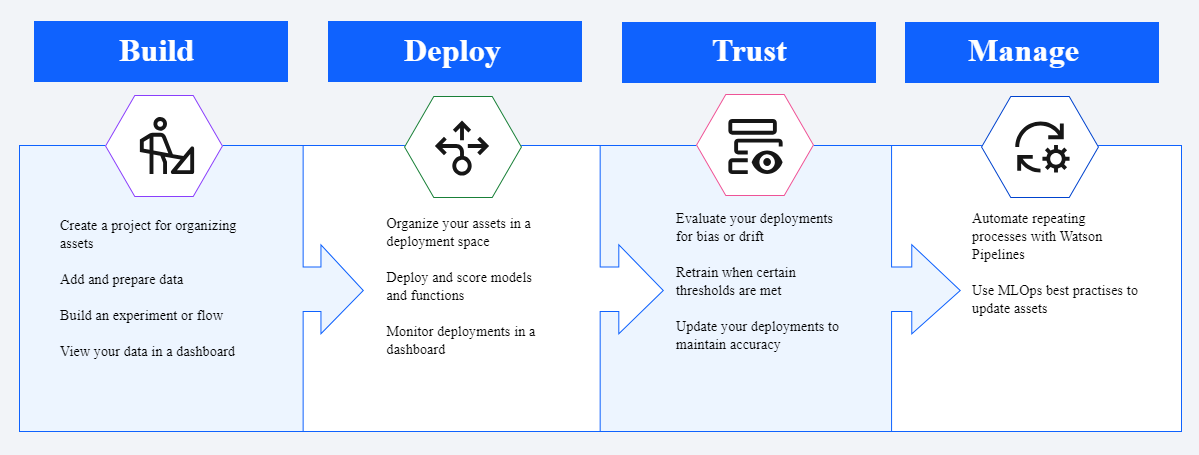 Build
Deploy
Trust
Manage
Create a project for organizing
assets
Add and prepare data
Build an experiment or flow
View your data in a dashboard
Organize your assets in a
deployment space
Deploy and score models
and functions
Monitor deployments in a
dashboard
Evaluate your deployments
for bias or drift
Retrain when certain
thresholds are met
Update your deployments to
maintain accuracy
Automate repeating
processes with Watson
Pipelines
Use MLOps best practises to
update assets